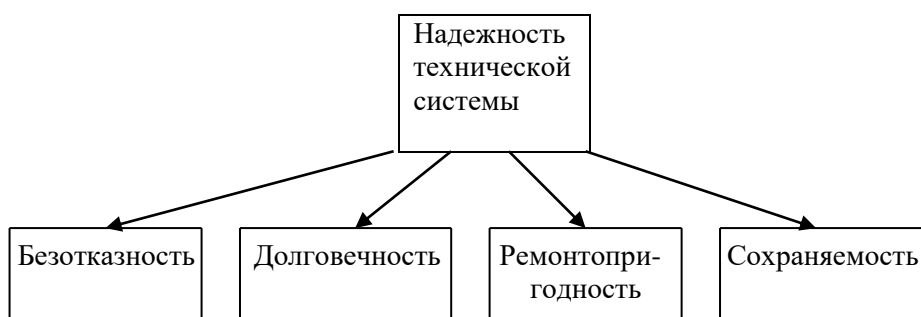 Надежность
технической
системы
Безотказность
Долговечность
Ремонтопри-
годность
Сохраняемость